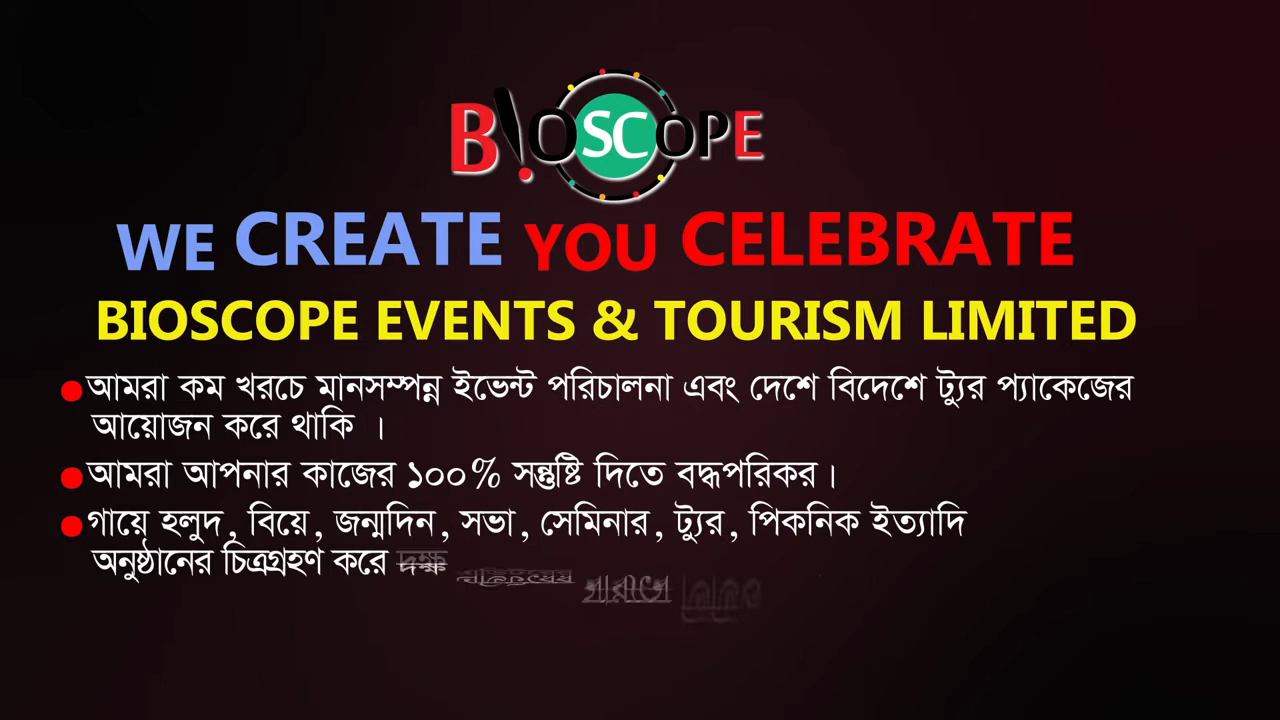 B!OSCOPE
WE CREATE YOU CELEBRATE
BIOSCOPE EVENTS & TOURISM LIMITED
আমরা কম খরচে মানসম্পন্ন ইভেন্ট পরিচালনা এবং দেশে বিদেশে ট্যুর প্যাকেজের
আয়োজন করে থাকি ।
আমরা আপনার কাজের ১০০% সন্তুষ্টি দিতে বদ্ধপরিকর।
গায়ে হলুদ, বিয়ে, জন্মদিন, সভা, সেমিনার, ট্যুর, পিকনিক ইত্যাদি
অনুষ্ঠানের চিত্রগ্রহণ করে দক্ষ